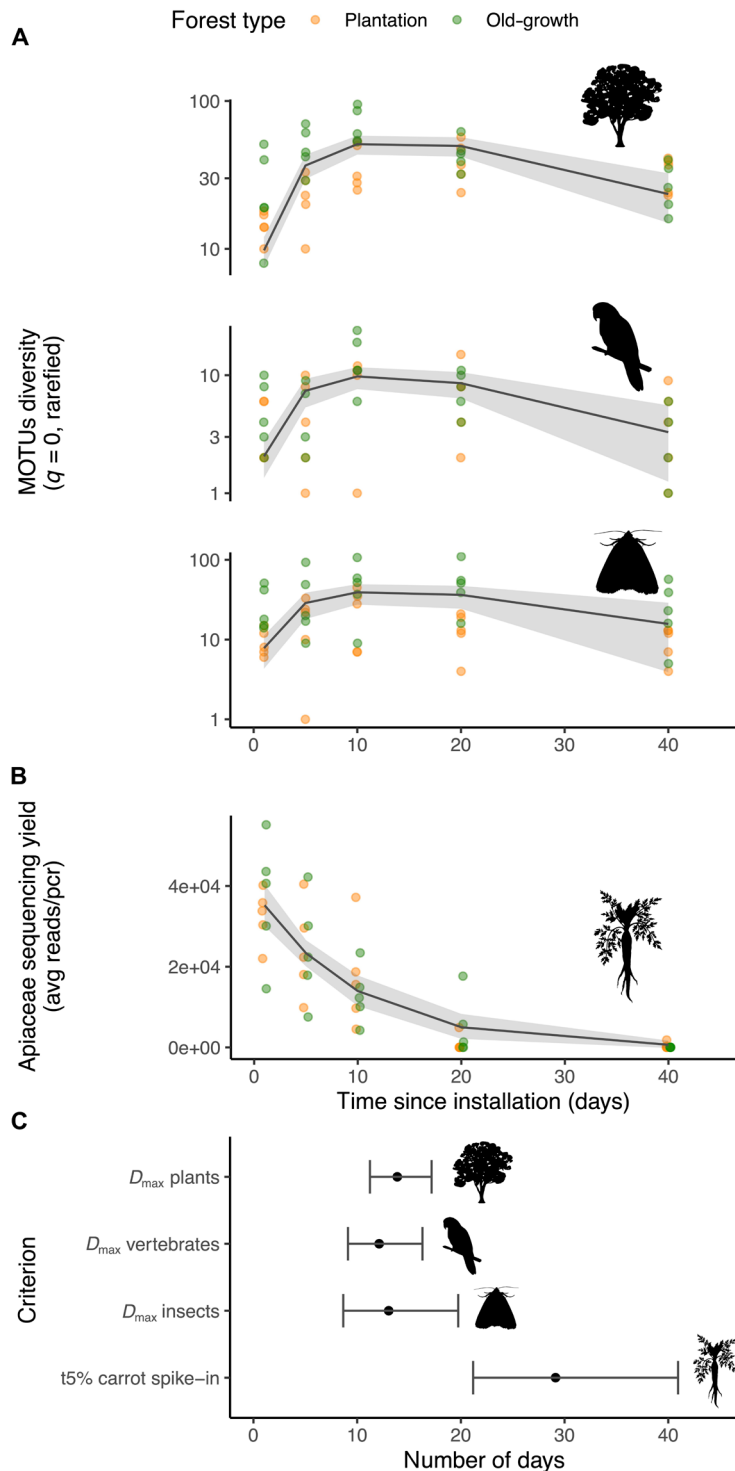 Forest type Plantation Old-growth
A
100
30
10
MOTUs diversity
(q = 0, rarefied)
10
3
1
100
10
1
0 10 20 30 40
B
Apiaceae sequencing yield
(avg reads/pcr)
4e+04
2e+04
0e+00
0 10 20 30 40
Time since installation (days)
C
Criterion
Dmax plants
Dmax vertebrates
Dmax insects
t5% carrot spike-in
0 10 20 30 40
Number of days